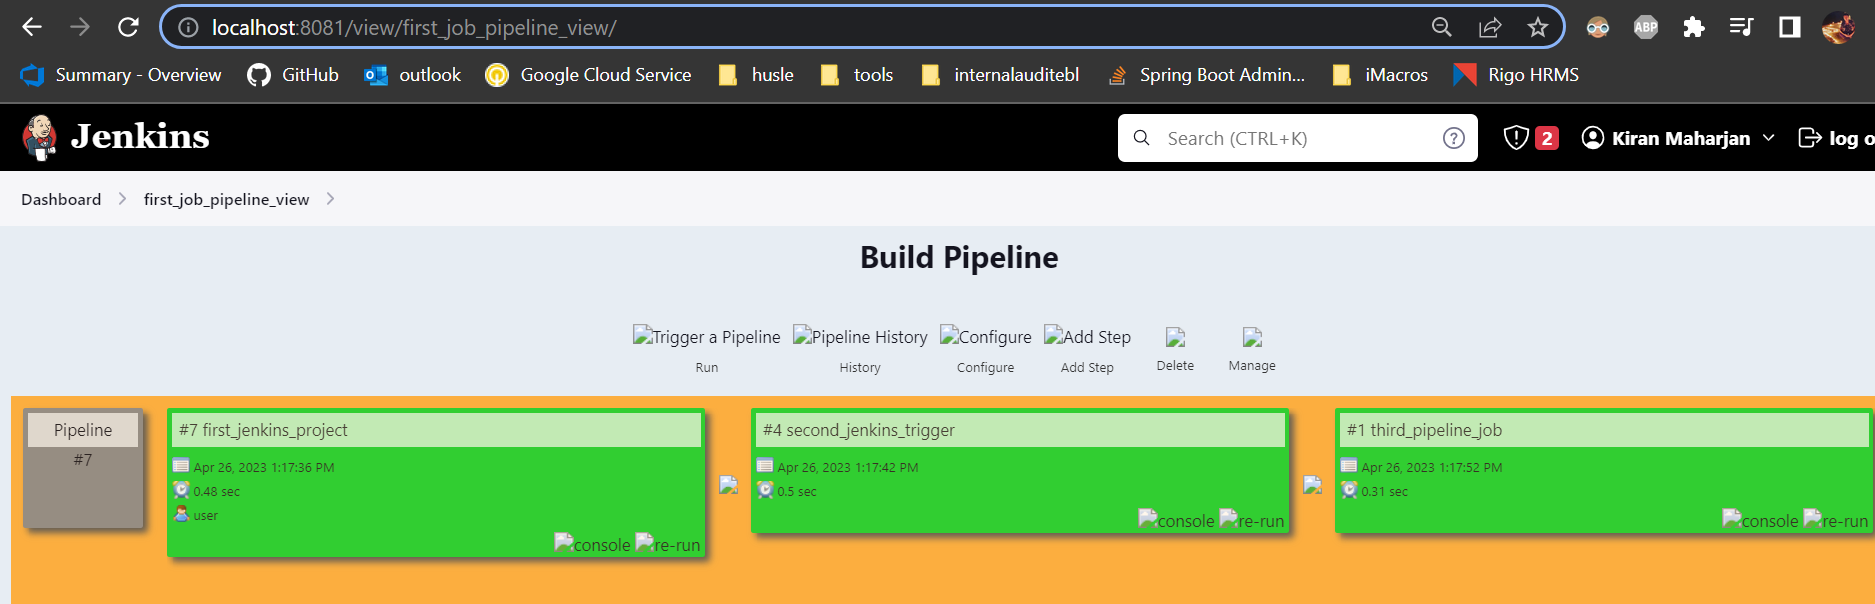 localhost:8081/view/first_job_pipeline_view/
ABP
Summary - Overview GitHub outlook Google Cloud Service husle tools internalauditebl Spring Boot Admin... iMacros Rigo HRMS
Jenkins Search (CTRL+K) ? 2 Kiran Maharjan log o
Dashboard first_job_pipeline_view
Build Pipeline
Trigger a Pipeline Pipeline History Configure Add Step
Run History Configure Add Step Delete Manage
Pipeline
#7
#7 first_jenkins_project
Apr 26, 2023 1:17:36 PM
0.48 sec
user
console re-run
#4 second_jenkins_trigger
Apr 26, 2023 1:17:42 PM
0.5 sec
console re-run
#1 third_pipeline_job
Apr 26, 2023 1:17:52 PM
0.31 sec
console re-run